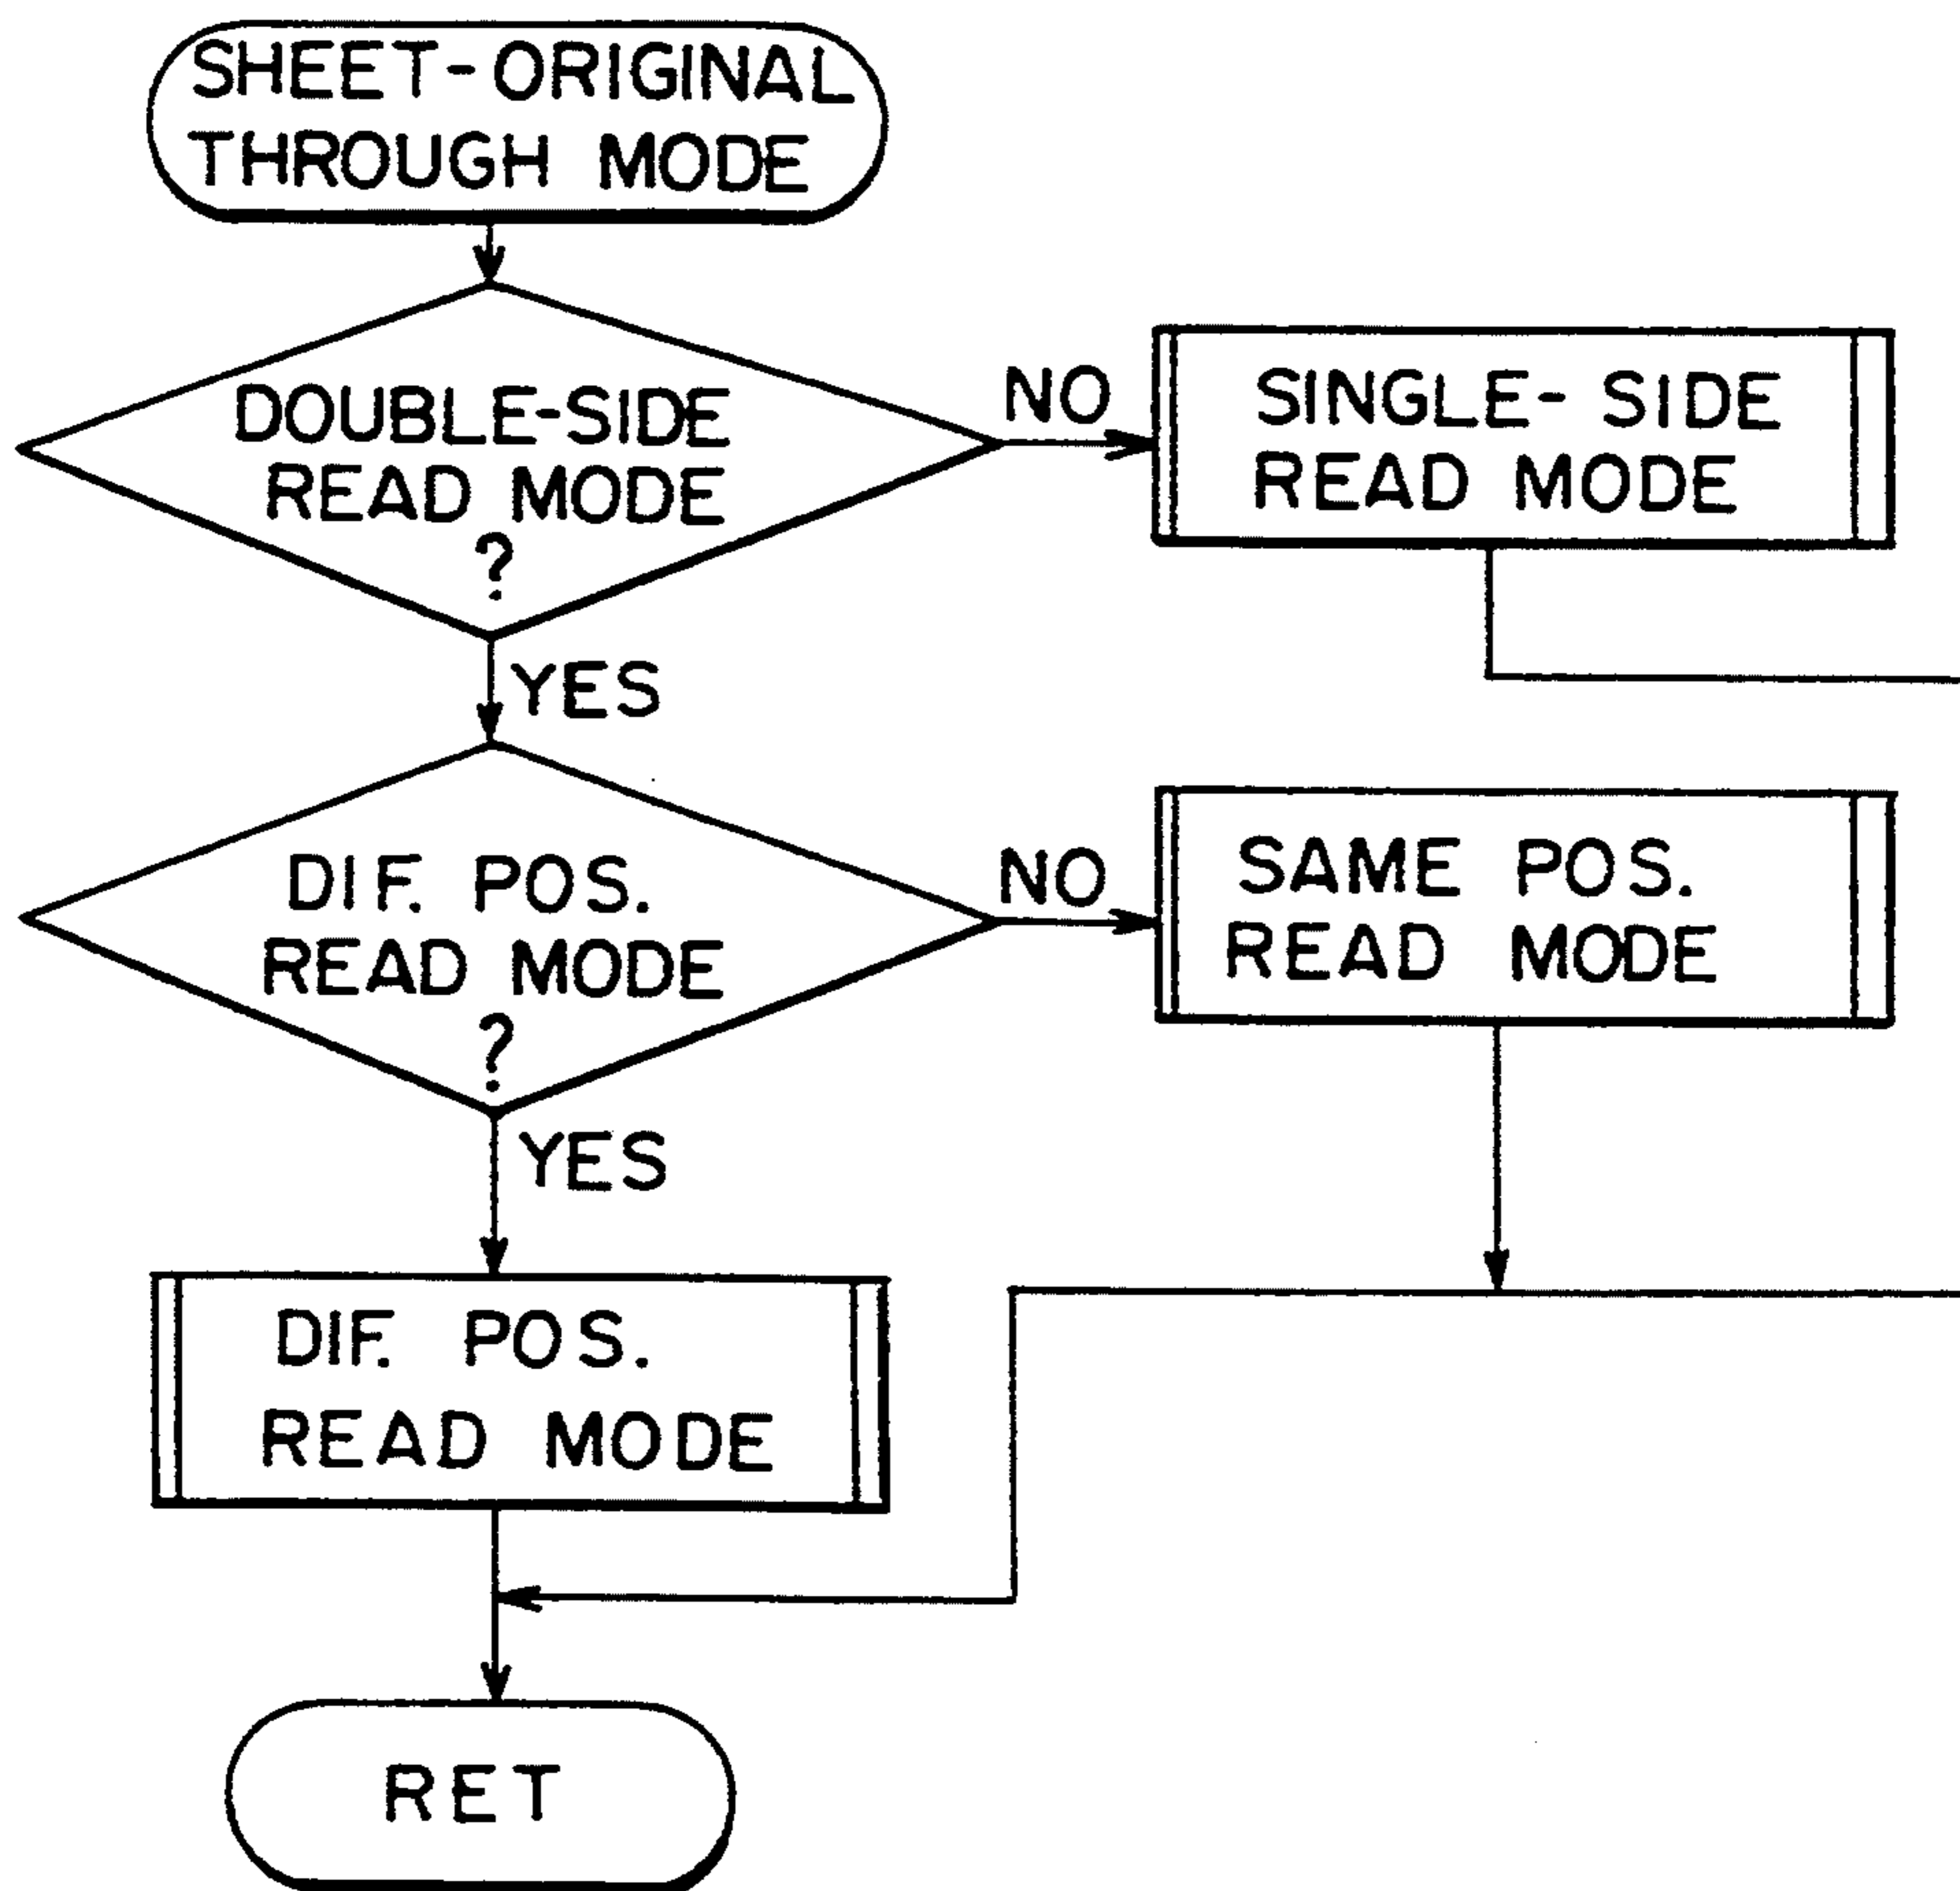 SHEET-ORIGINAL
THROUGH MODE
DOUBLE-SIDE
READ MODE
?
NO
SINGLE-SIDE
READ MODE
YES
DIF. POS.
READ MODE
?
NO
SAME POS.
READ MODE
YES
DIF. POS.
READ MODE
RET